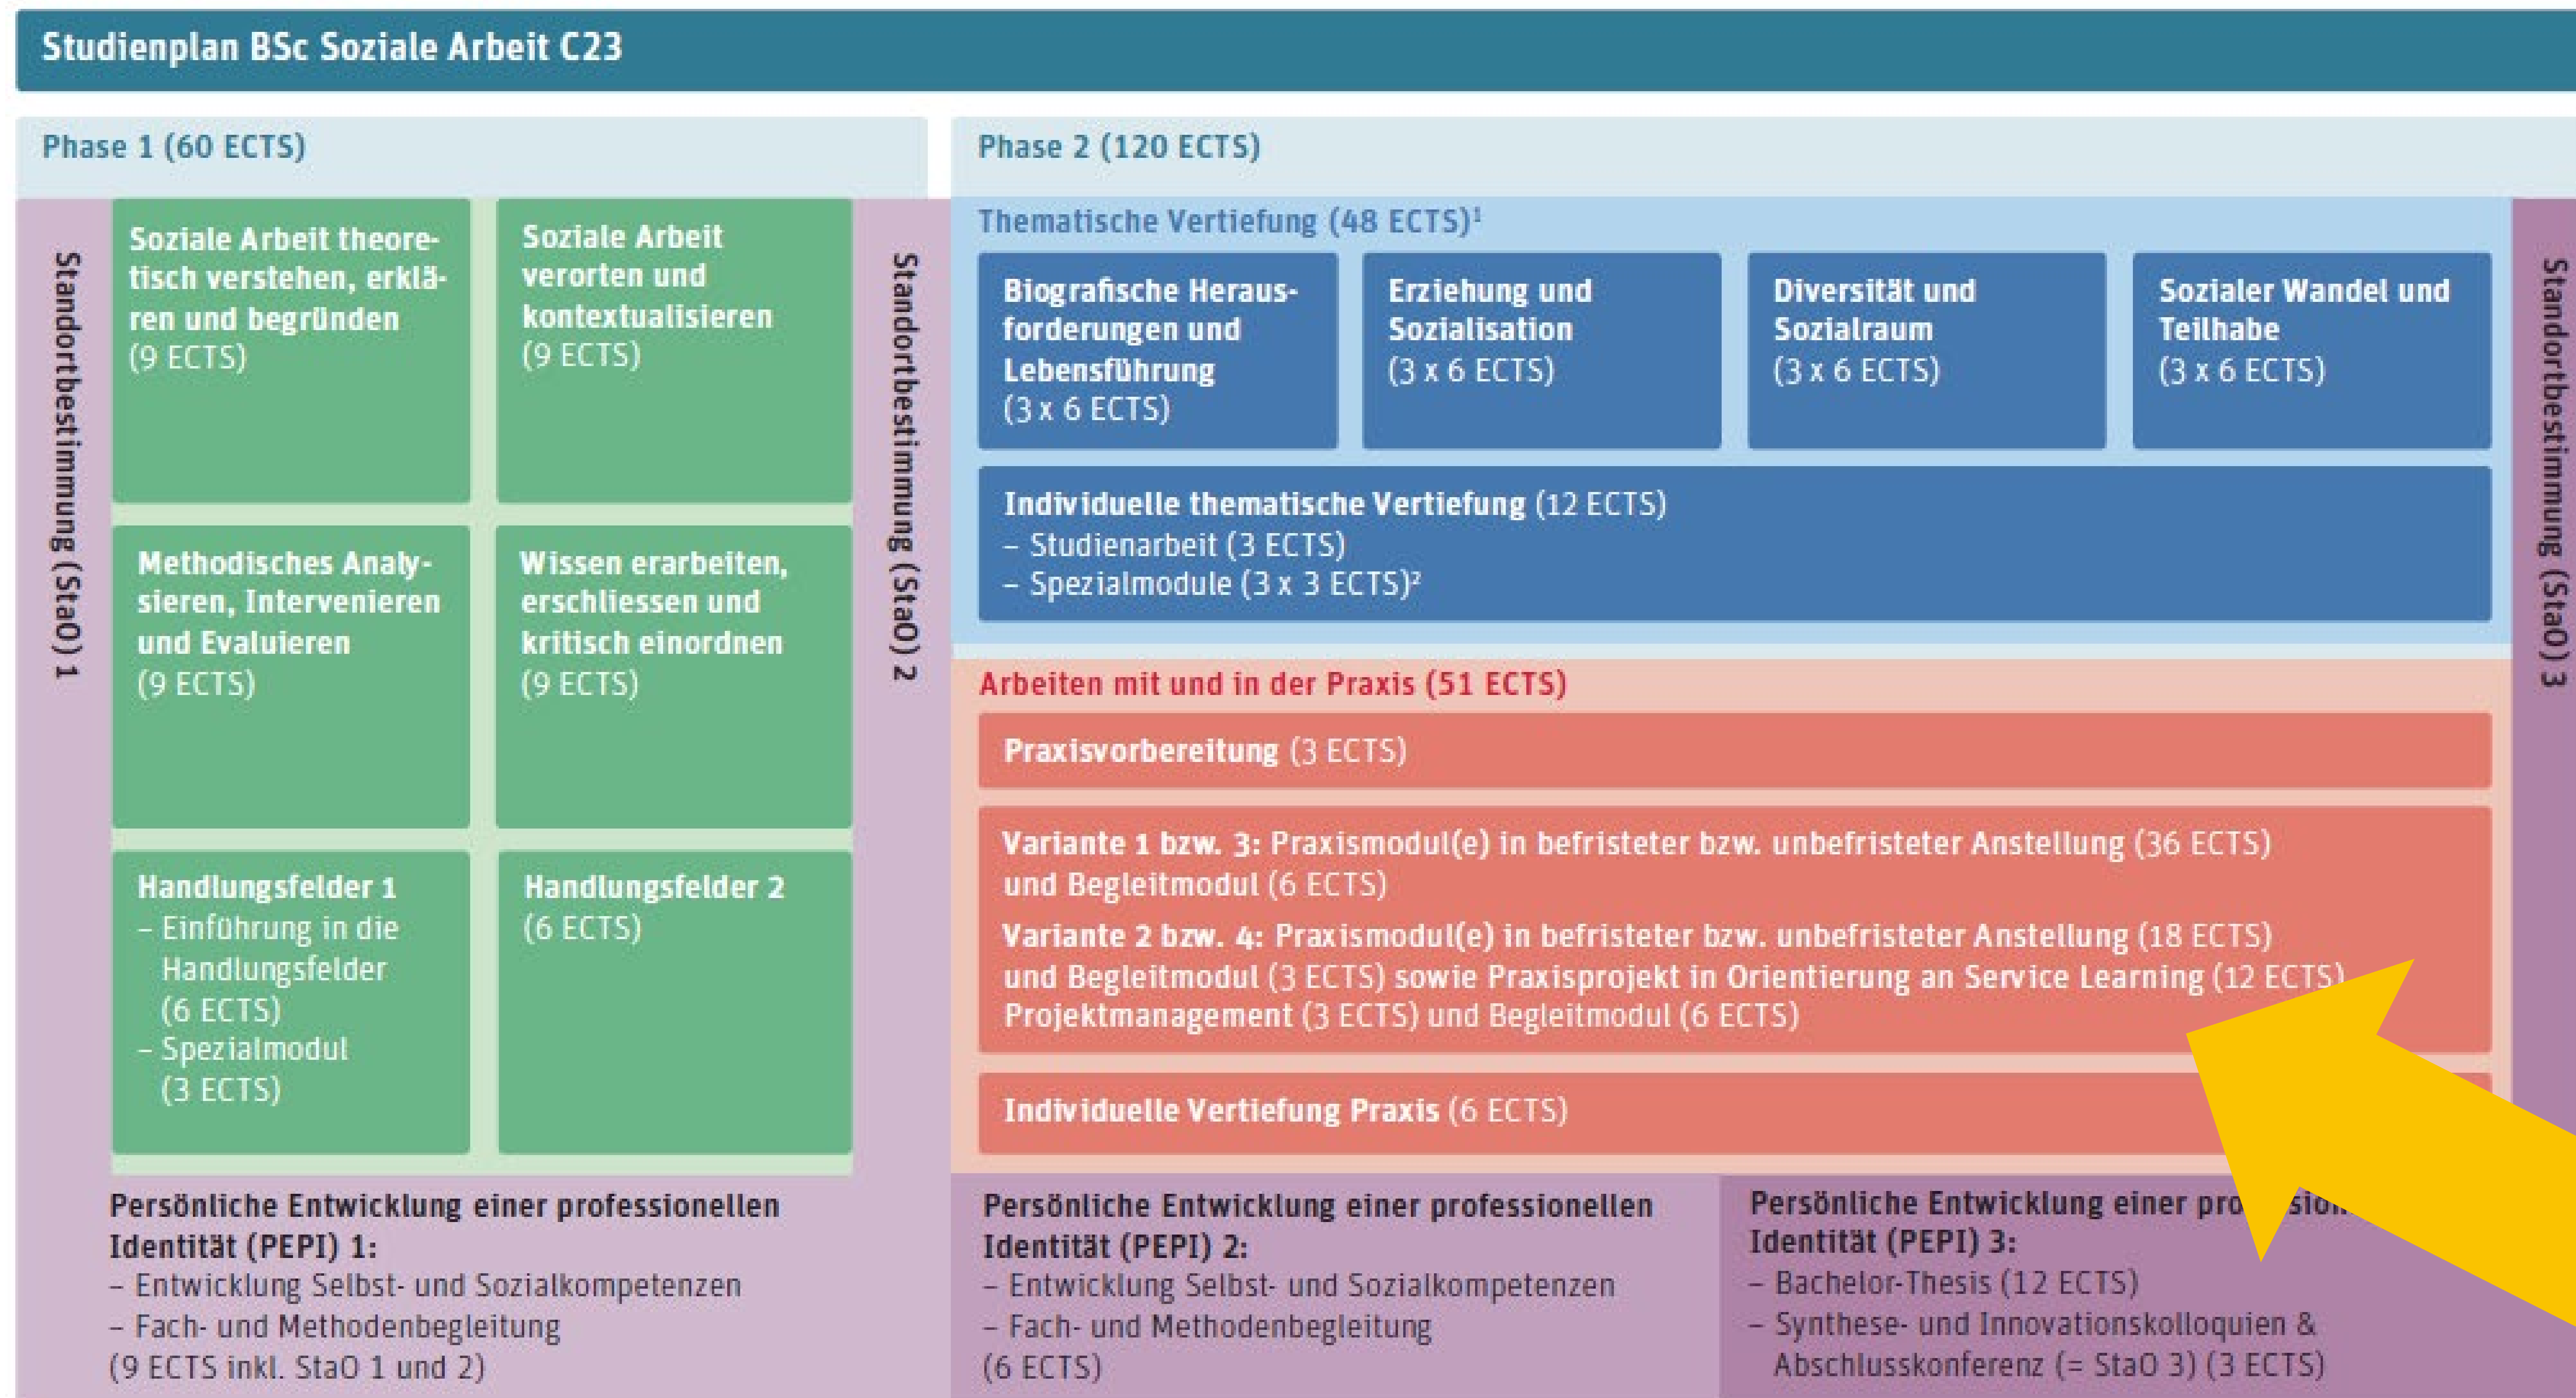 Studienplan BSc Soziale Arbeit C23
Phase 1 (60 ECTS)
Standortbestimmung (StaO) 1
Soziale Arbeit theore-
tisch verstehen, erklä-
ren und begründen
(9 ECTS)
Soziale Arbeit
verorten und
kontextualisieren
(9 ECTS)
Methodisches Analy-
sieren, Intervenieren
und Evaluieren
(9 ECTS)
Wissen erarbeiten,
erschliessen und
kritisch einordnen
(9 ECTS)
Handlungsfelder 1
– Einführung in die
Handlungsfelder
(6 ECTS)
– Spezialmodul
(3 ECTS)
Handlungsfelder 2
(6 ECTS)
Standortbestimmung (StaO) 2
Persönliche Entwicklung einer professionellen
Identität (PEPI) 1:
– Entwicklung Selbst- und Sozialkompetenzen
– Fach- und Methodenbegleitung
(9 ECTS inkl. StaO 1 und 2)
Phase 2 (120 ECTS)
Thematische Vertiefung (48 ECTS)¹
Biografische Heraus-
forderungen und
Lebensführung
(3 x 6 ECTS)
Erziehung und
Sozialisation
(3 x 6 ECTS)
Diversität und
Sozialraum
(3 x 6 ECTS)
Sozialer Wandel und
Teilhabe
(3 x 6 ECTS)
Individuelle thematische Vertiefung (12 ECTS)
– Studienarbeit (3 ECTS)
– Spezialmodule (3 x 3 ECTS)²
Arbeiten mit und in der Praxis (51 ECTS)
Praxisvorbereitung (3 ECTS)
Variante 1 bzw. 3: Praxismodul(e) in befristeter bzw. unbefristeter Anstellung (36 ECTS)
und Begleitmodul (6 ECTS)
Variante 2 bzw. 4: Praxismodul(e) in befristeter bzw. unbefristeter Anstellung (18 ECTS)
und Begleitmodul (3 ECTS) sowie Praxisprojekt in Orientierung an Service Learning (12 ECTS)
Projektmanagement (3 ECTS) und Begleitmodul (6 ECTS)
Individuelle Vertiefung Praxis (6 ECTS)
Standortbestimmung (StaO) 3
Persönliche Entwicklung einer professionellen
Identität (PEPI) 2:
– Entwicklung Selbst- und Sozialkompetenzen
– Fach- und Methodenbegleitung
(6 ECTS)
Persönliche Entwicklung einer
Identität (PEPI) 3:
– Bachelor-Thesis (12 ECTS)
– Synthese- und Innovationskolloquien &
Abschlusskonferenz (= StaO 3) (3 ECTS)